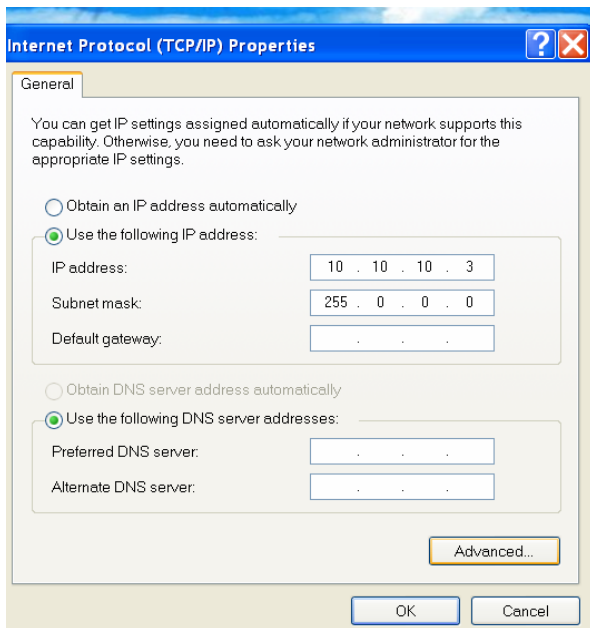 Internet Protocol (TCP/IP) Properties
General
You can get IP settings assigned automatically if your network supports this
capability. Otherwise, you need to ask your network administrator for the
appropriate IP settings.
Obtain an IP address automatically
Use the following IP address:
IP address: 10 . 10 . 10 . 3
Subnet mask: 255 . 0 . 0 . 0
Default gateway: . . .
Obtain DNS server address automatically
Use the following DNS server addresses:
Preferred DNS server: . . .
Alternate DNS server: . . .
Advanced...
OK Cancel